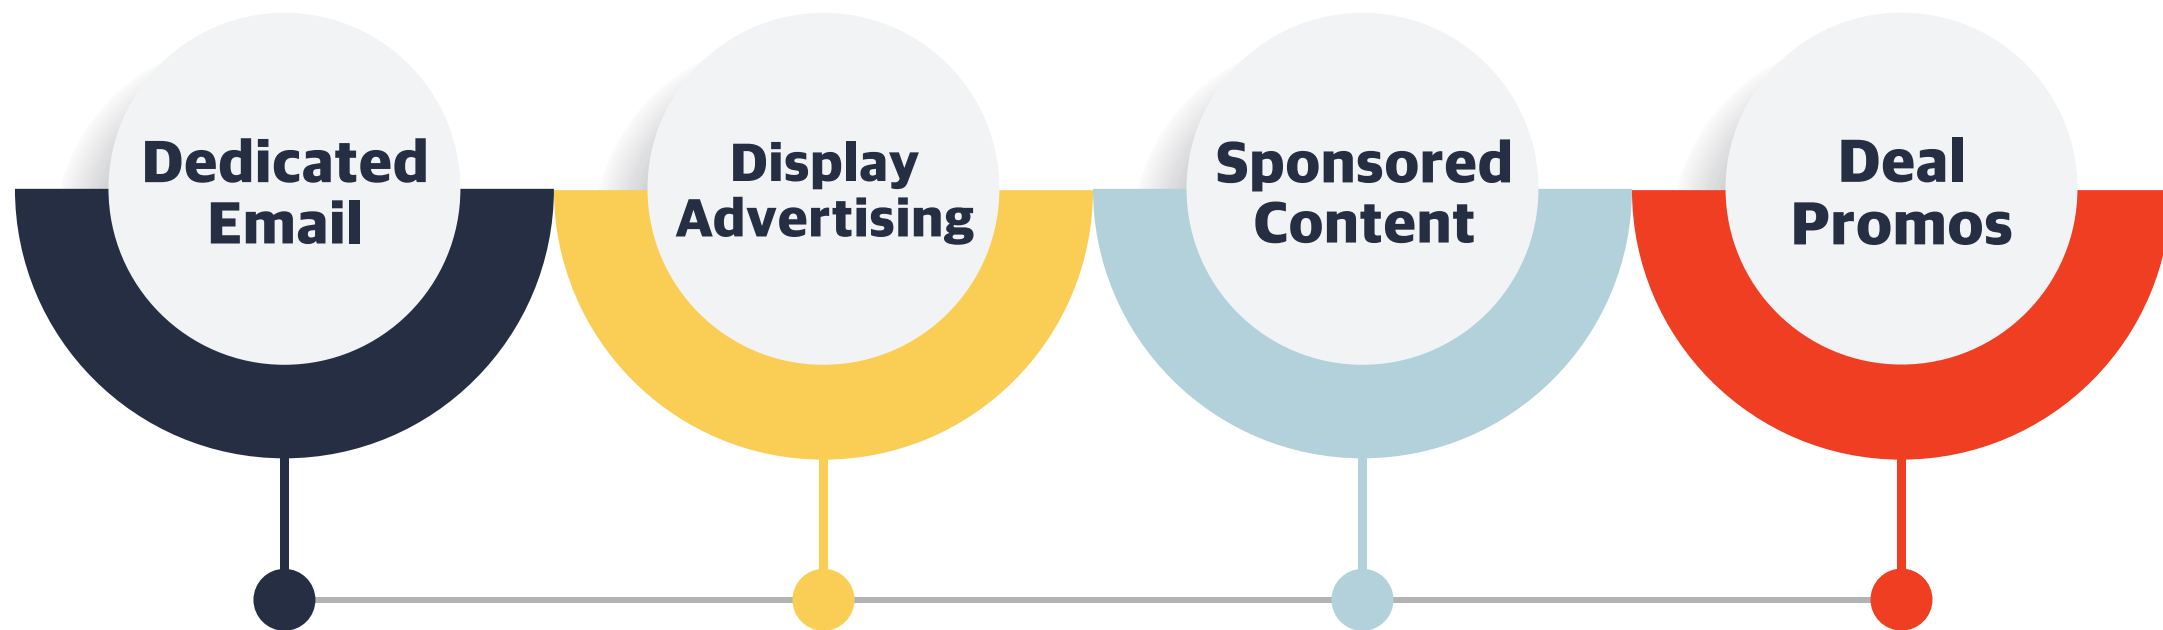 Dedicated
Email
Display
Advertising
Sponsored
Content
Deal
Promos